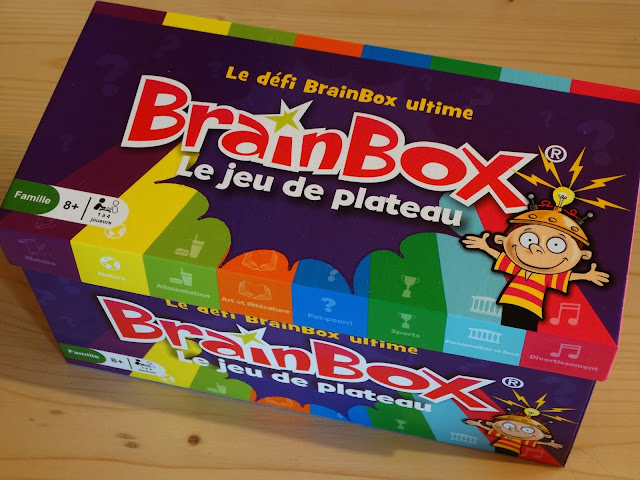 Le défi BrainBox ultime
BrainBox®
Le jeu de plateau
Famille 8+
1 à 4
joueurs
Histoire
Nature
Alimentation
Art et littérature
Pot-pourri
Sports
Divertissement
Le défi BrainBox ultime
BrainBox®
Le jeu de plateau
Famille 8+